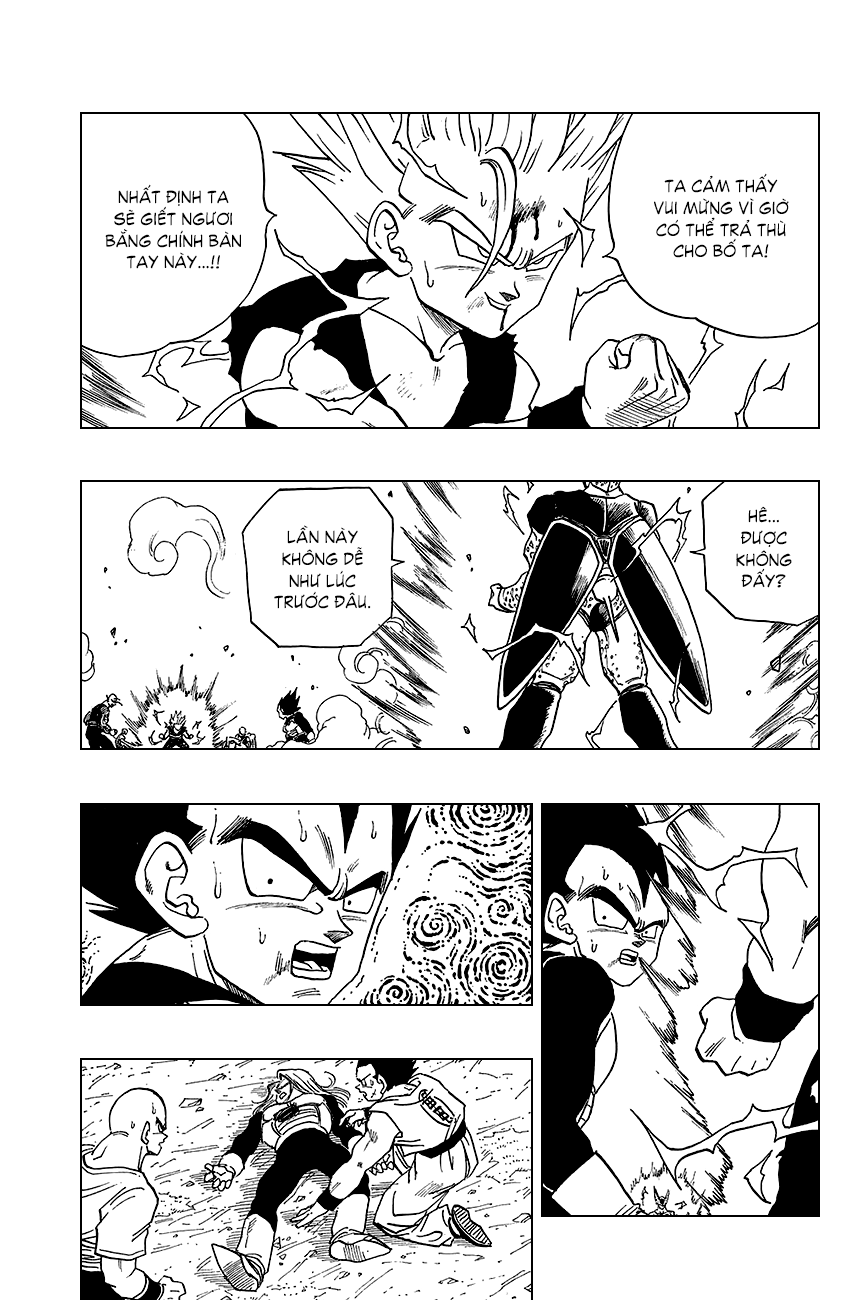 TA CẢM THẤY
VUI MỪNG VÌ GIỜ
CÓ THỂ TRẢ THÙ
CHO BỐ TA!
NHẤT ĐỊNH TA
SẼ GIẾT NGƯƠI
BẰNG CHÍNH BÀN
TAY NÀY...!!
HÊ...
ĐƯỢC
KHÔNG
ĐẤY?
LẦN NÀY
KHÔNG DỄ
NHƯ LÚC
TRƯỚC ĐÂU.